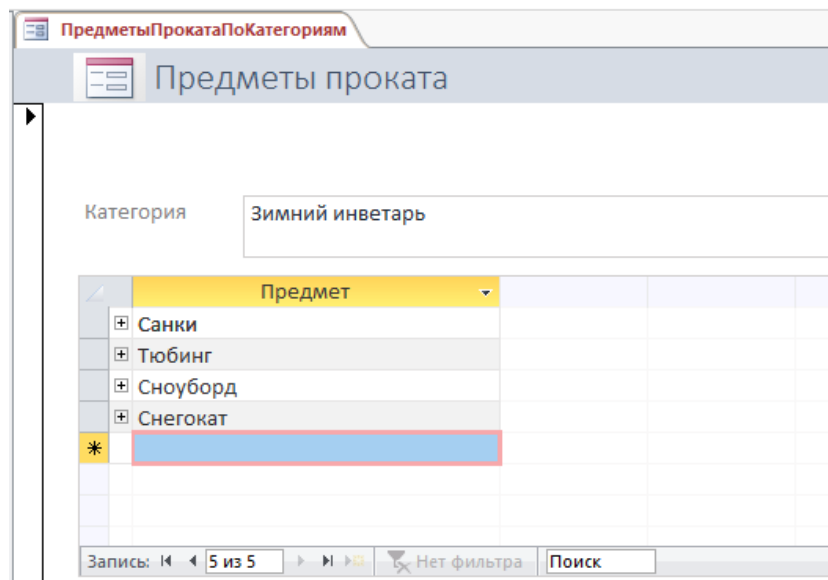 ПредметыПрокатаПоКатегориям
Предметы проката
Категория
Зимний инветарь
Предмет
Санки
Тюбинг
Сноуборд
Снегокат
Запись: 5 из 5 Нет фильтра Поиск